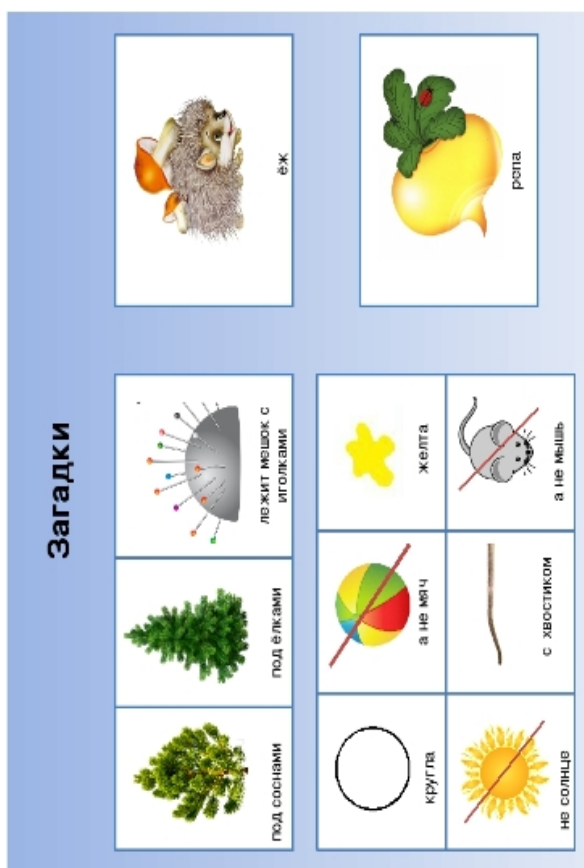 Загадки
под соснами
под ёлками
лежит мешок с
иголками
ёж
кругла
а не мяч
желта
не солнце
с хвостиком
а не мышь
репа